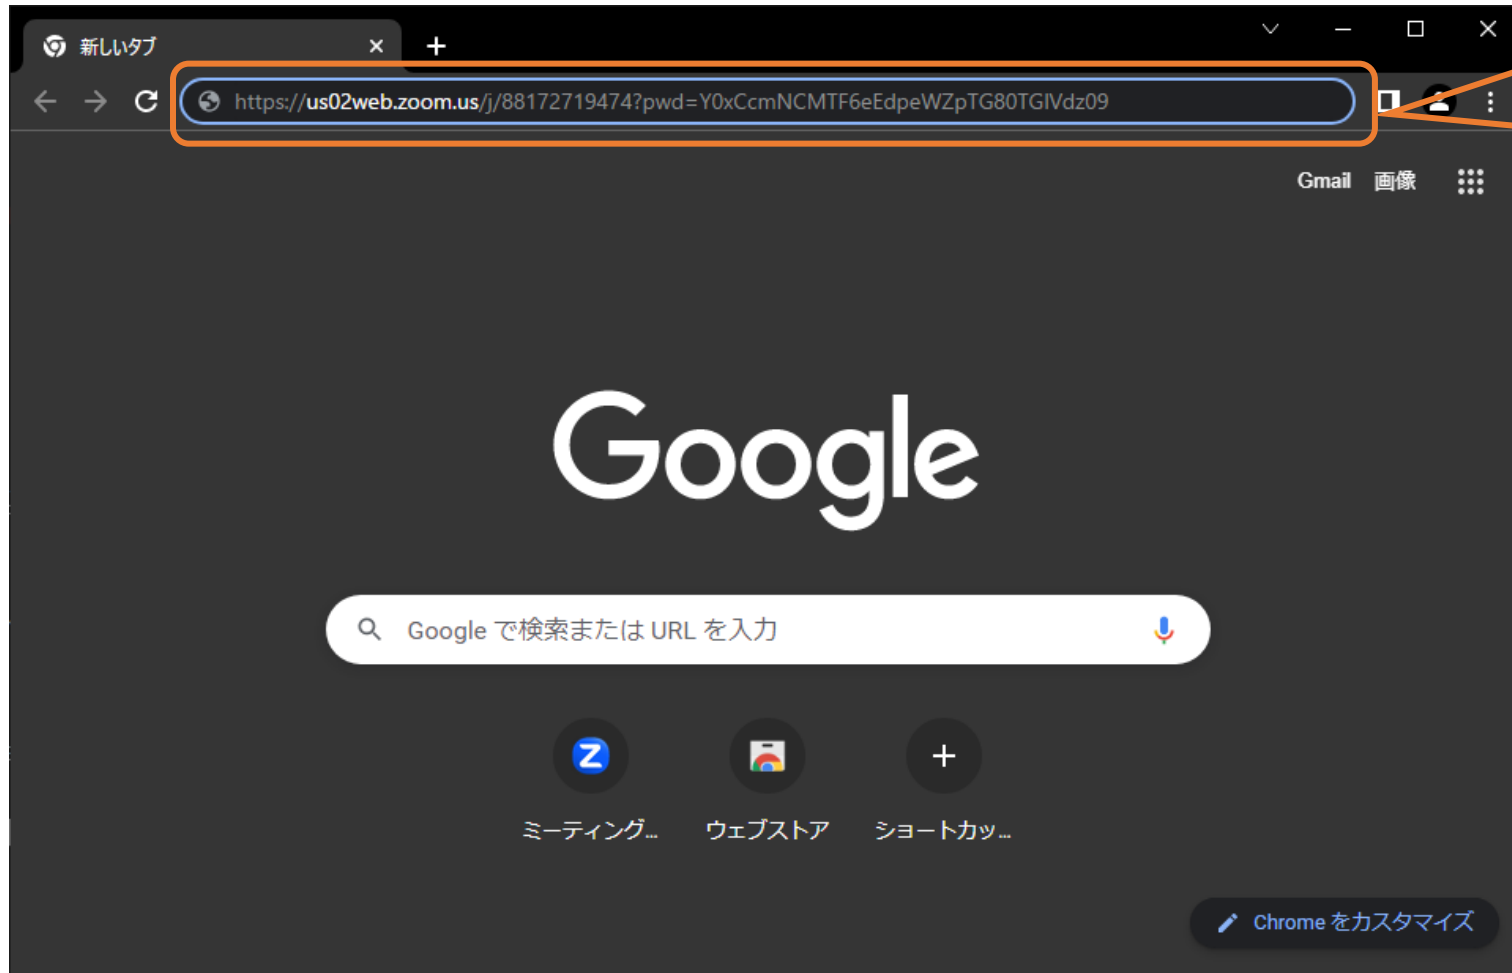 新しいタブ
https://us02web.zoom.us/j/88172719474?pwd=Y0xCcmNCMTF6eEdpeWZpTG80TGlVdz09
Gmail 画像
Google
Google で検索または URL を入力
ミーティング... ウェブストア ショートカッ...
Chrome をカスタマイズ